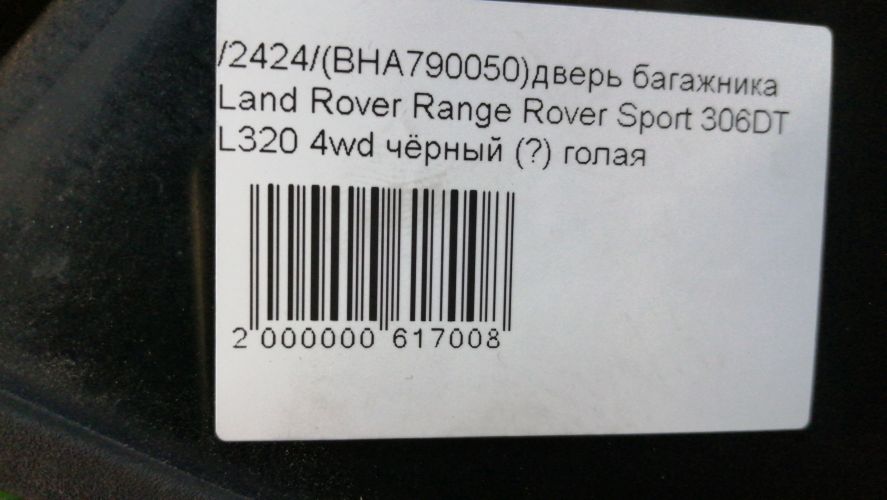 /2424/(BHA790050)дверь багажника
Land Rover Range Rover Sport 306DT
L320 4wd чёрный (?) голая
2 000000 617008